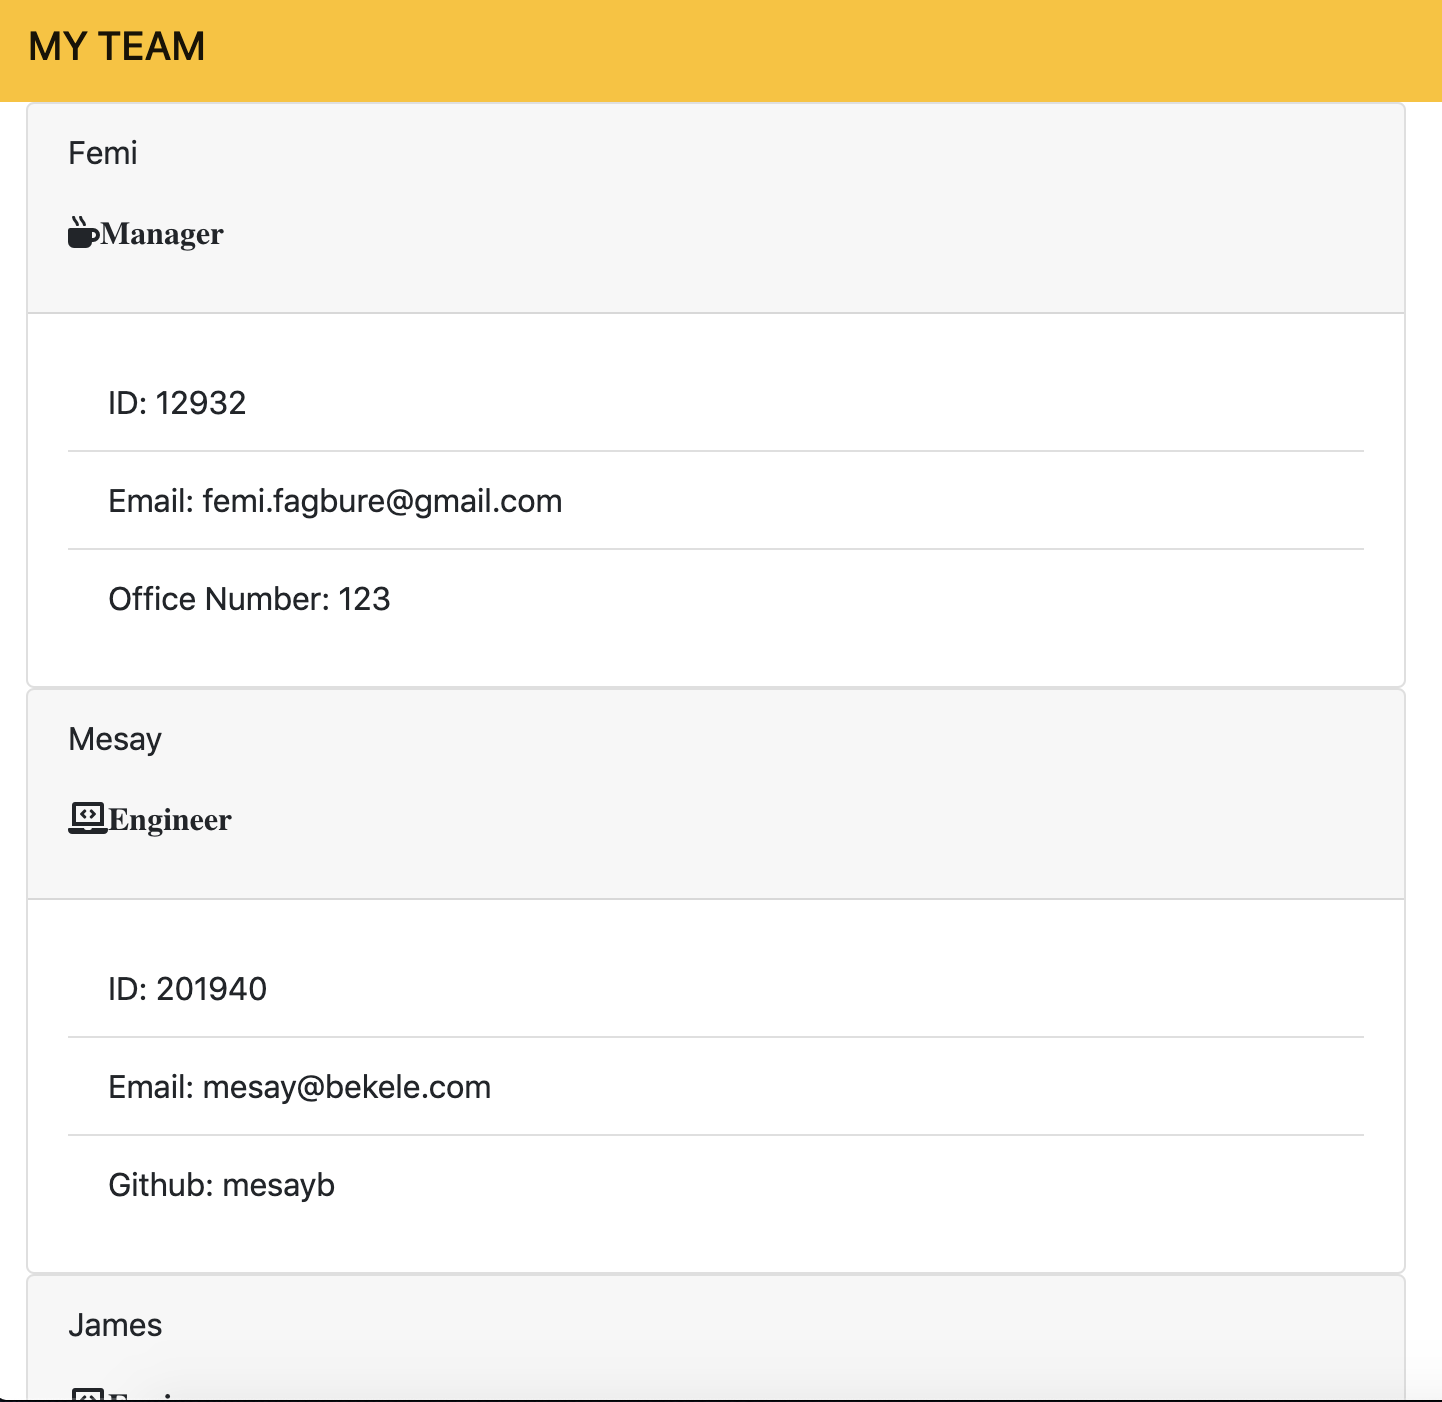 MY TEAM
Femi
Manager
ID: 12932
Email: femi.fagbure@gmail.com
Office Number: 123
Mesay
Engineer
ID: 201940
Email: mesay@bekele.com
Github: mesayb
James